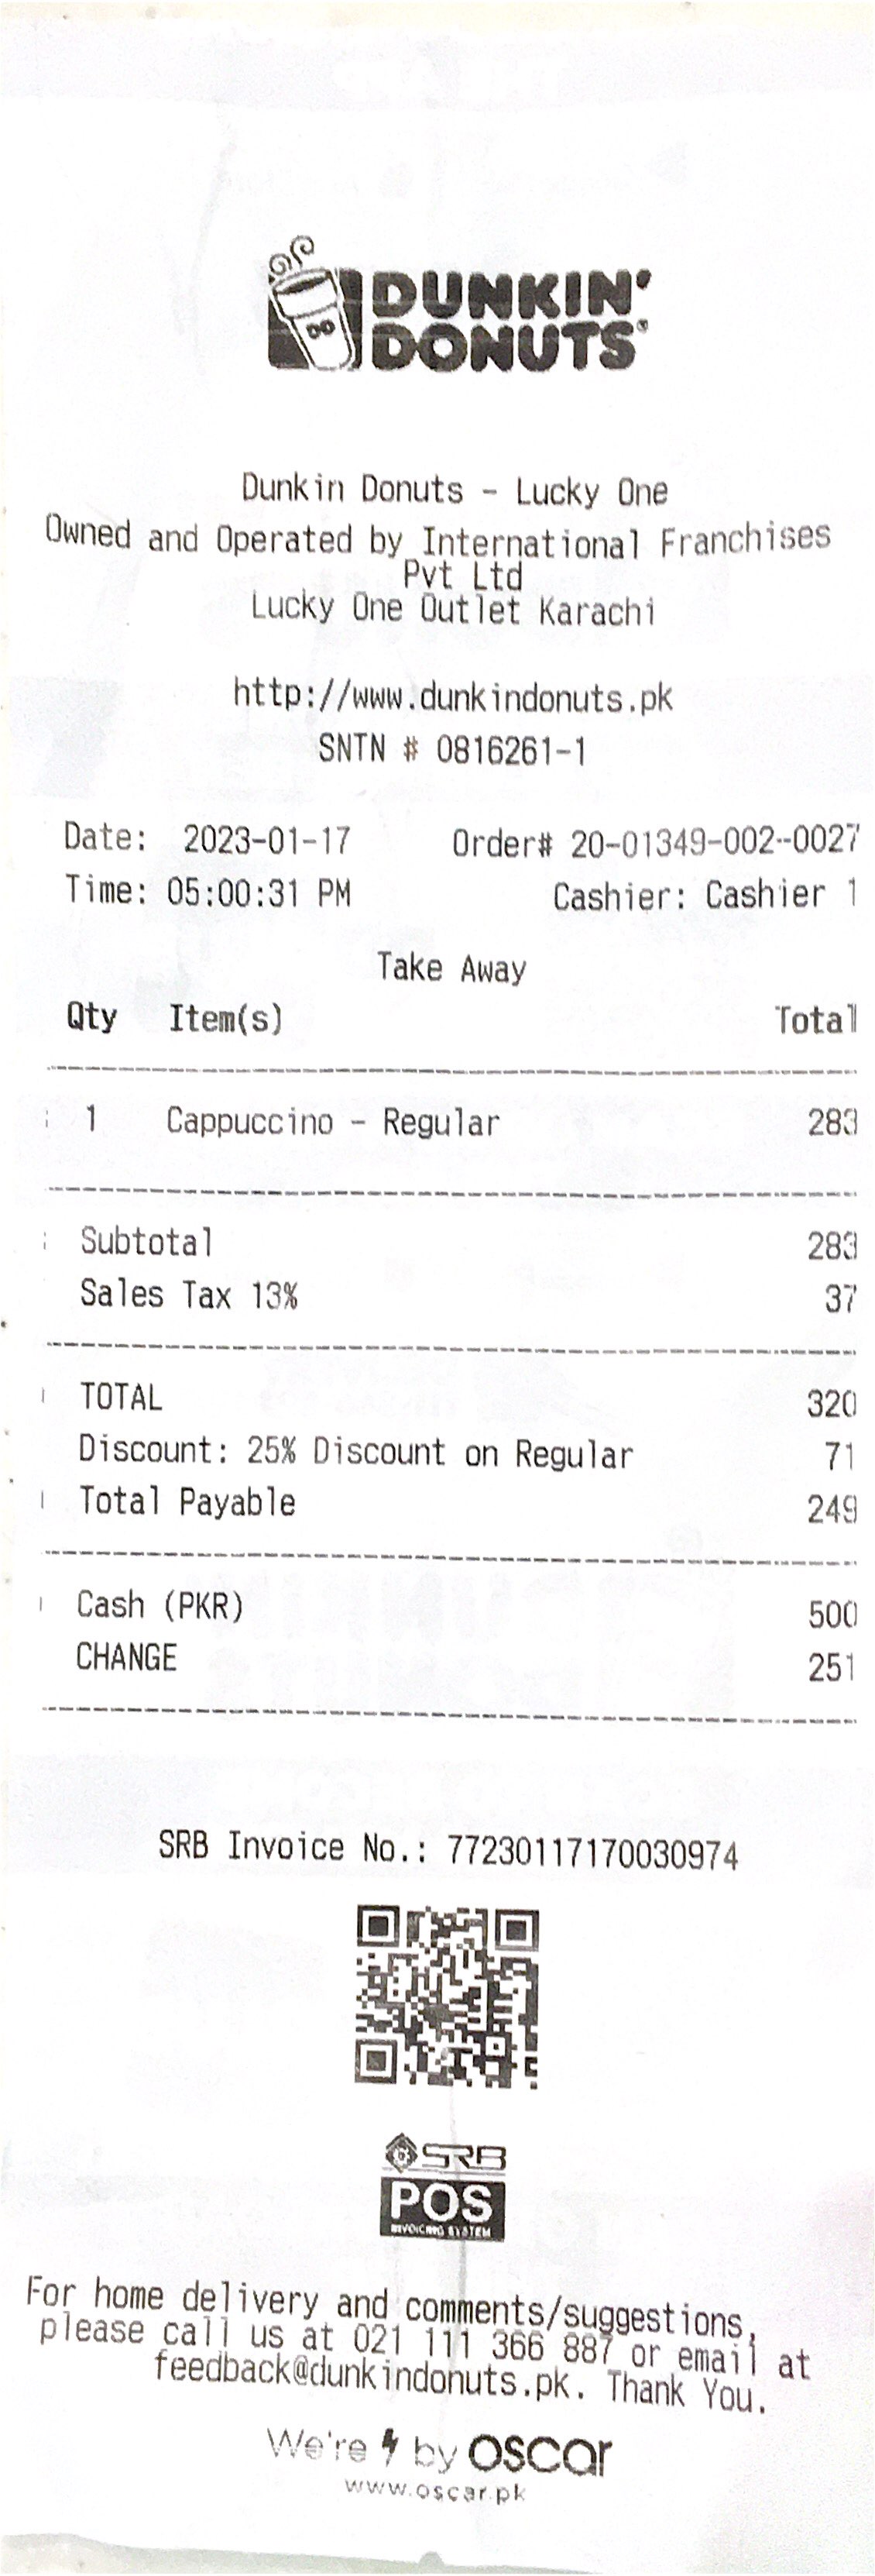 DUNKIN'
DONUTS®
Dunkin Donuts - Lucky One
Owned and Operated by International Franchises
Pvt Ltd
Lucky One Outlet Karachi
http://www.dunkindonuts.pk
SNTN # 0816261-1
Date: 2023-01-17 Order# 20-01349-002-0027
Time: 05:00:31 PM Cashier: Cashier 1
Take Away
Qty Item(s) Total
1 Cappuccino - Regular 283
Subtotal 283
Sales Tax 13% 37
TOTAL 320
Discount: 25% Discount on Regular 71
Total Payable 249
Cash (PKR) 500
CHANGE 251
SRB Invoice No.: 77230117170030974
SRB
POS
INVOICING SYSTEM
For home delivery and comments/suggestions,
please call us at 021 111 366 887 or email at
feedback@dunkindonuts.pk. Thank You.
We're by oscar
www.oscar.pk